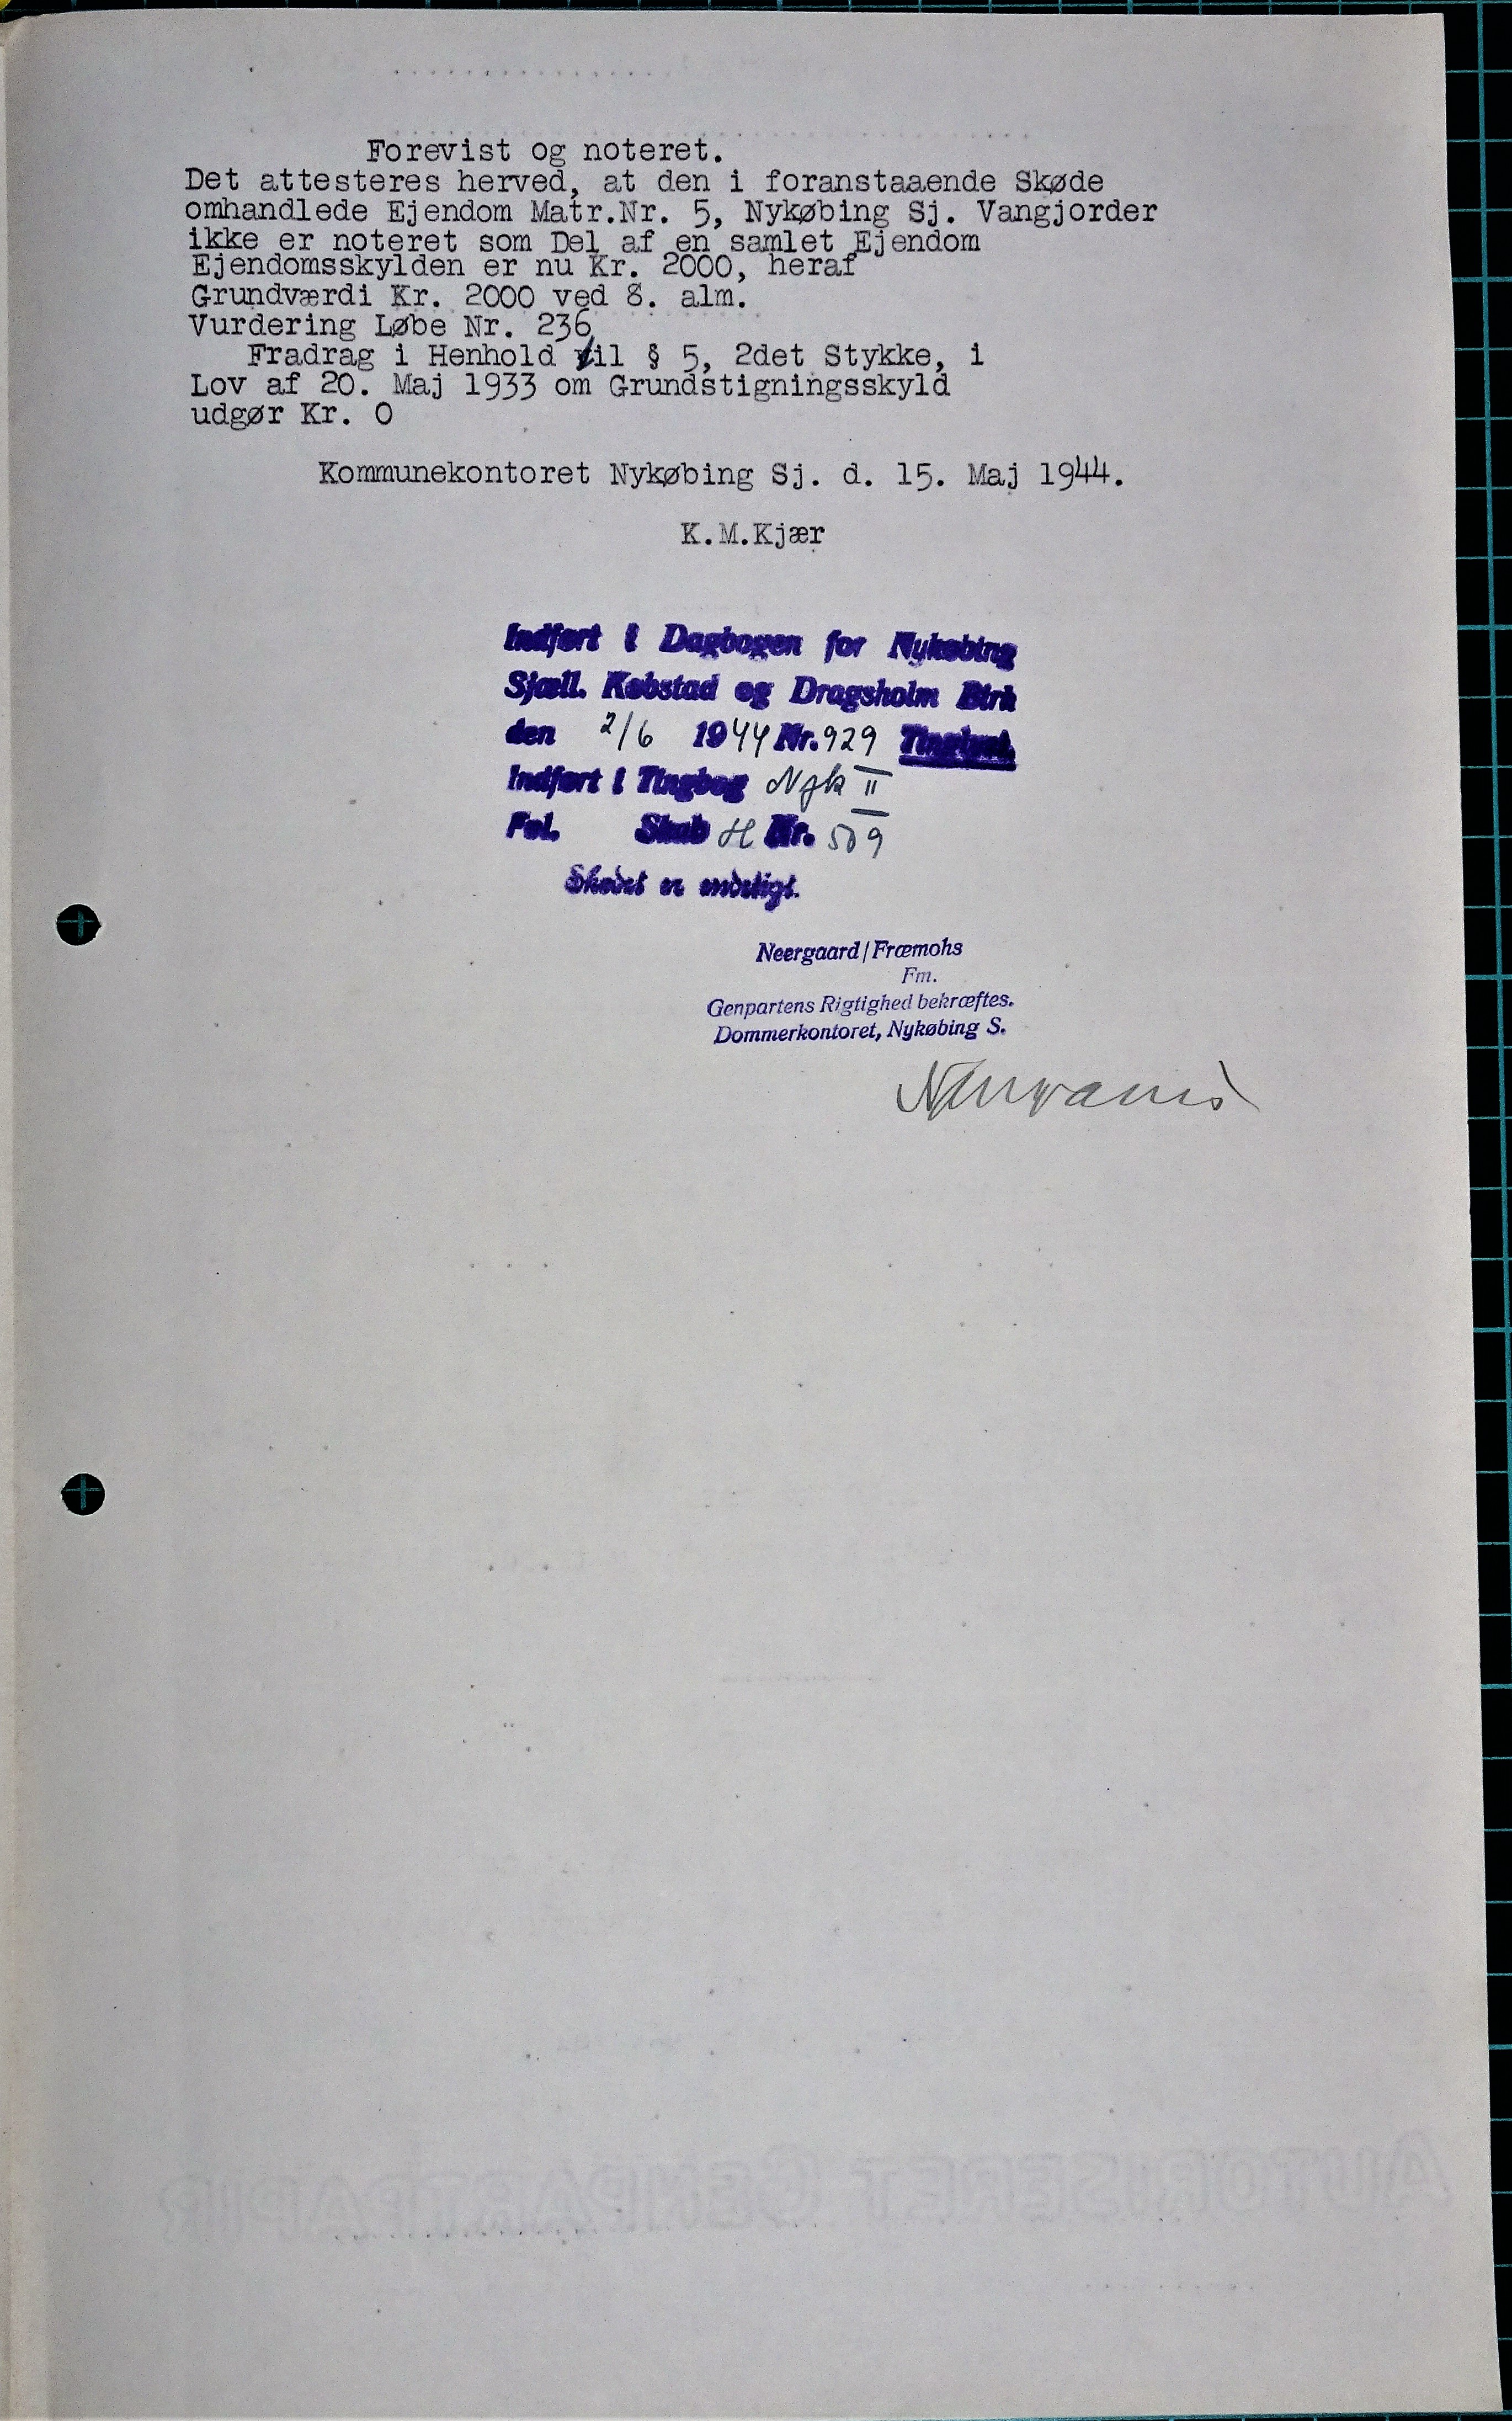 Forevist og noteret.
Det attesteres herved, at den i foranstaaende Skøde
omhandlede Ejendom Matr.Nr. 5, Nykøbing Sj. Vangjorder
ikke er noteret som Del af en samlet Ejendom
Ejendomsskylden er nu Kr. 2000, heraf
Grundværdi Kr. 2000 ved 8. alm.
Vurdering Løbe Nr. 236
Fradrag i Henhold til § 5, 2det Stykke, i
Lov af 20. Maj 1933 om Grundstigningsskyld
udgør Kr. 0
Kommunekontoret Nykøbing Sj. d. 15. Maj 1944.
K.M.Kjær
Indført i Dagbogen for Nykøbing
Sjæll. Købstad og Dragsholm Birk
den 2/6 1944 Nr. 929 Tinglyst.
Indført i Tingbog Nyk II
Fol. Skab H Nr. 509
Skødet er endeligt.
Neergaard/Fræmohs
Fm.
Genpartens Rigtighed bekræftes.
Dommerkontoret, Nykøbing S.
AUTORISERET GENPARTPAPIR